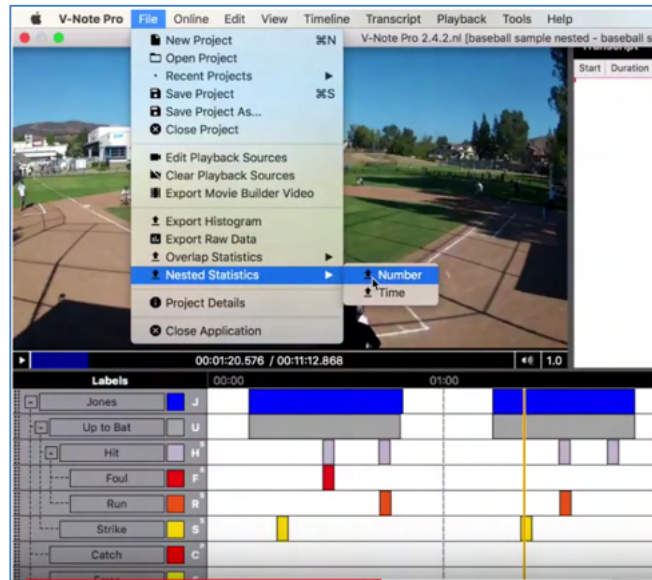 V-Note Pro File Online Edit View Timeline Transcript Playback Tools Help
V-Note Pro 2.4.2.nl [baseball sample nested - baseball s
Transcript
Start Duration
New Project ⌘N
Open Project
Recent Projects
Save Project ⌘S
Save Project As...
Close Project
Edit Playback Sources
Clear Playback Sources
Export Movie Builder Video
Export Histogram
Export Raw Data
Overlap Statistics
Nested Statistics
Number
Time
Project Details
Close Application
00:01:20.576 / 00:11:12.868 1.0
Labels 00:00 01:00
Jones J
Up to Bat U
Hit H
Foul F
Run R
Strike S
Catch C